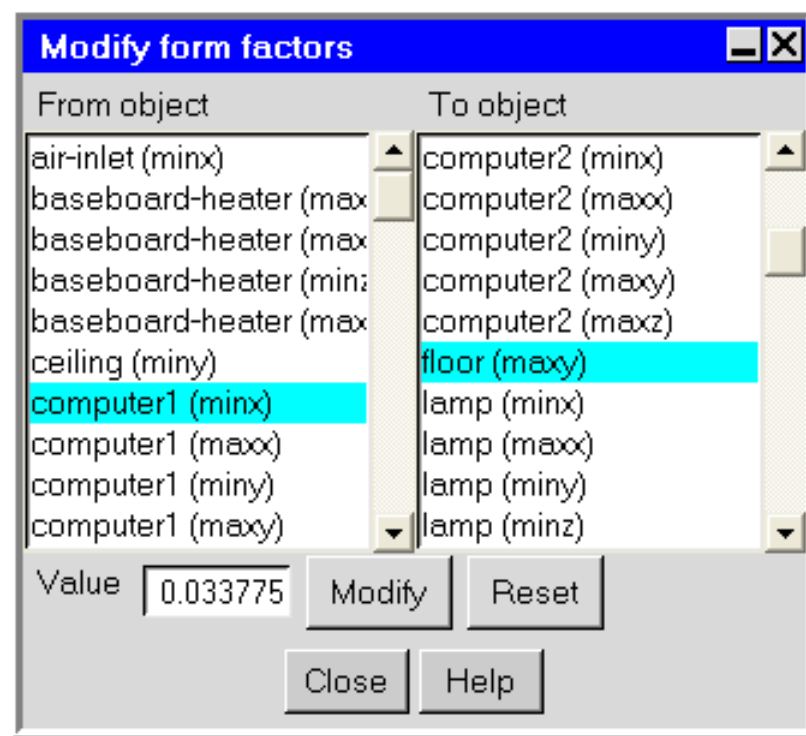 Modify form factors
From object
To object
air-inlet (minx)
baseboard-heater (max
baseboard-heater (max
baseboard-heater (minz
baseboard-heater (max
ceiling (miny)
computer1 (minx)
computer1 (maxx)
computer1 (miny)
computer1 (maxy)
computer2 (minx)
computer2 (maxx)
computer2 (miny)
computer2 (maxy)
computer2 (maxz)
floor (maxy)
lamp (minx)
lamp (maxx)
lamp (miny)
lamp (minz)
Value 0.033775 Modify Reset
Close Help